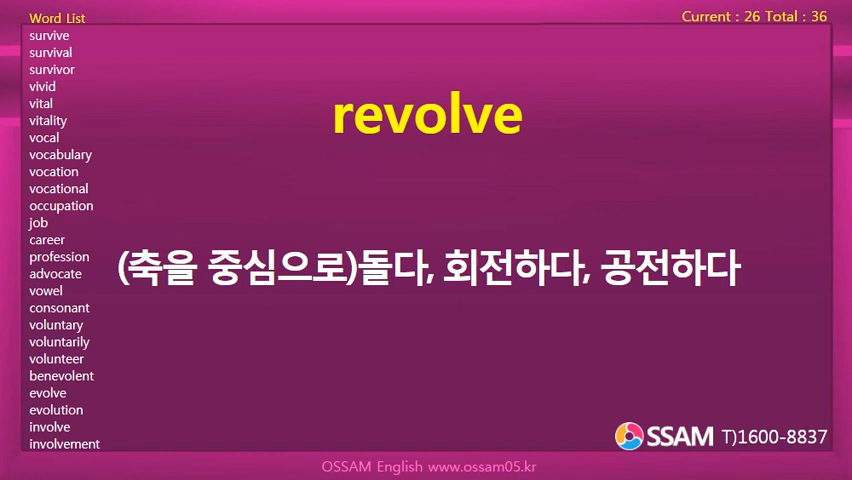 Word List
Current : 26 Total : 36
survive
survival
survivor
vivid
vital
vitality
vocal
vocabulary
vocation
vocational
occupation
job
career
profession
advocate
vowel
consonant
voluntary
voluntarily
volunteer
benevolent
evolve
evolution
involve
involvement
revolve
(축을 중심으로)돌다, 회전하다, 공전하다
OSSAM T)1600-8837
OSSAM English www.ossam05.kr